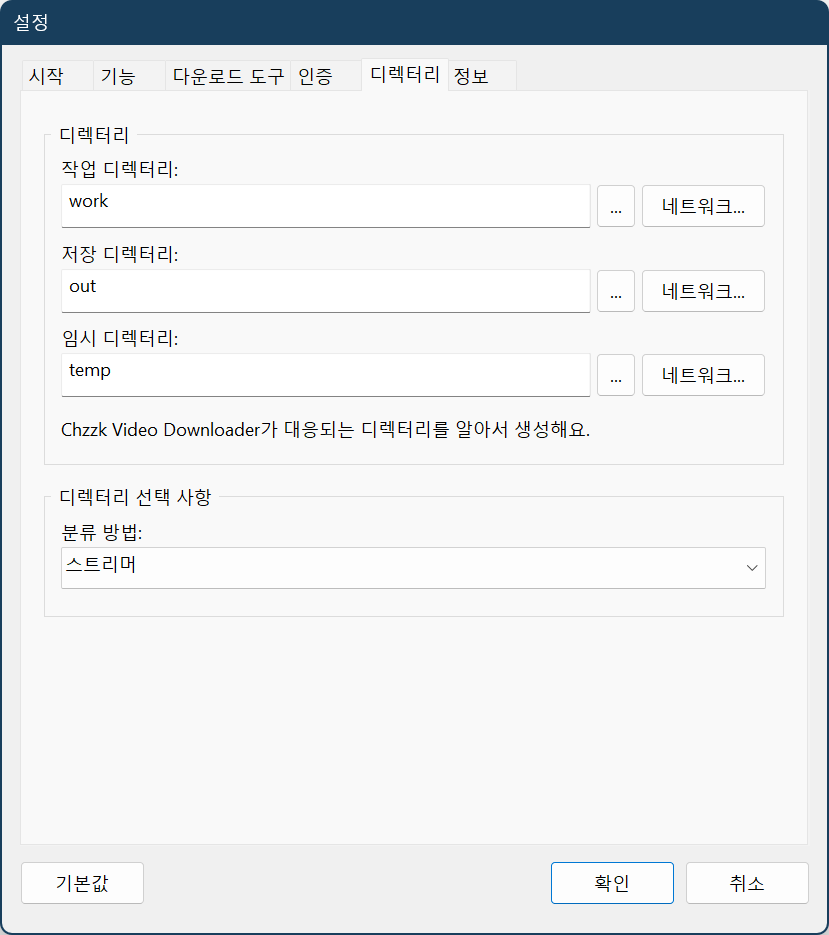 설정
시작 기능 다운로드 도구 인증 디렉터리 정보
디렉터리
작업 디렉터리:
work ... 네트워크...
저장 디렉터리:
out ... 네트워크...
임시 디렉터리:
temp ... 네트워크...
Chzzk Video Downloader가 대응되는 디렉터리를 알아서 생성해요.
디렉터리 선택 사항
분류 방법:
스트리머
기본값 확인 취소